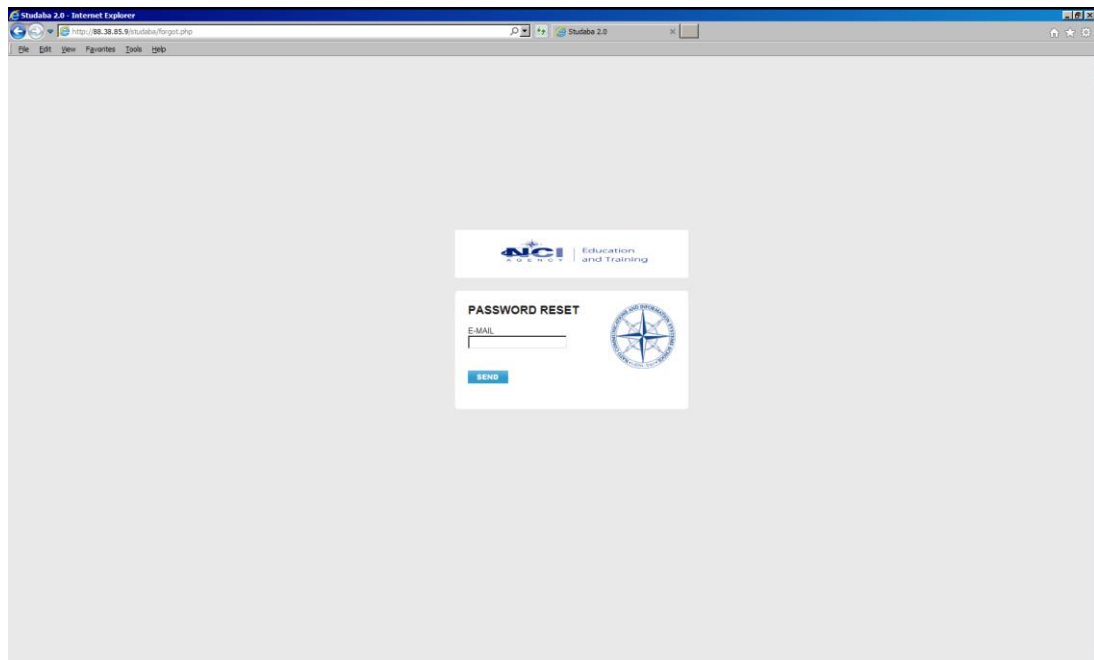 Studaba 2.0 - Internet Explorer
http://88.38.85.9/studaba/forgot.php
Studaba 2.0
File Edit View Favorites Tools Help
NCI
AGENCY
Education
and Training
PASSWORD RESET
E-MAIL
SEND